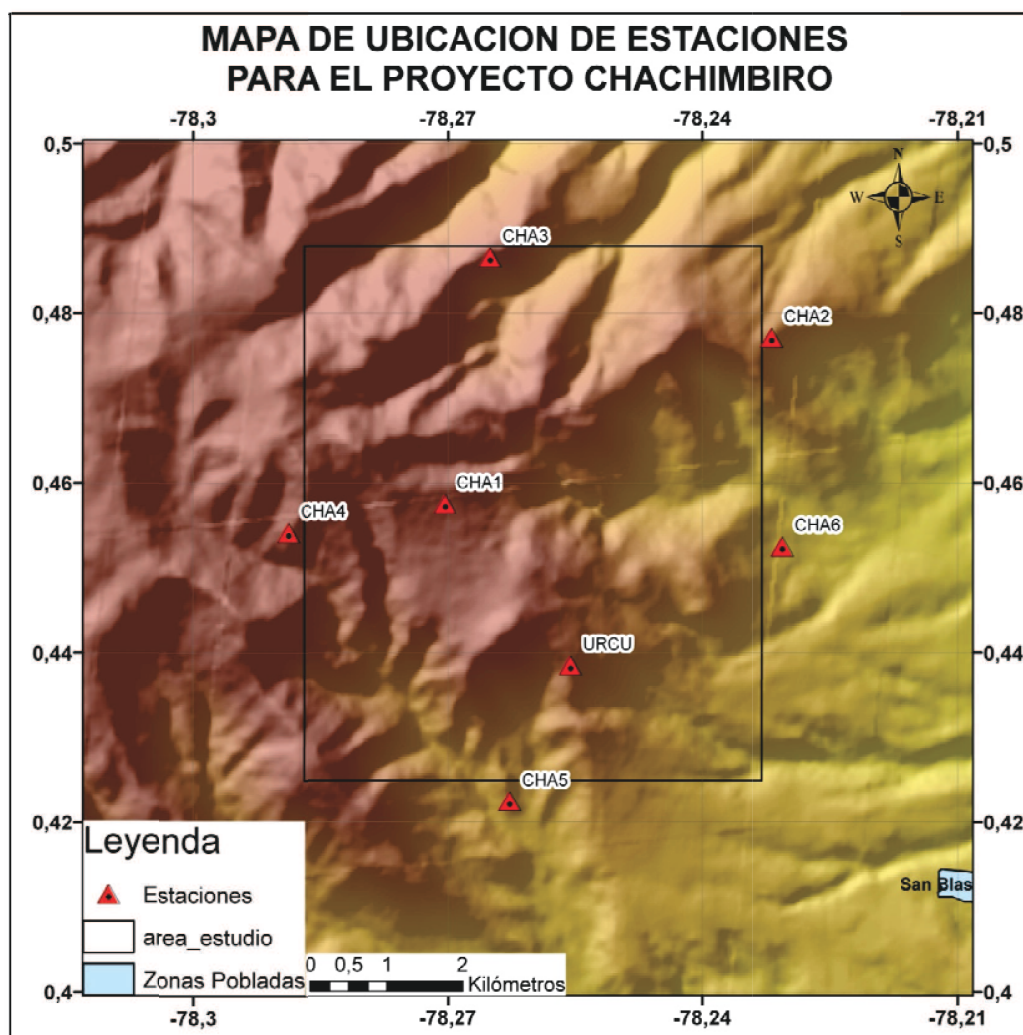 MAPA DE UBICACION DE ESTACIONES
PARA EL PROYECTO CHACHIMBIRO
-78,3 -78,27 -78,24 -78,21
0,5 0,5
N
W E
S
CHA3
0,48 CHA2 0,48
0,46 CHA1 0,46
CHA4
CHA6
0,44 URCU 0,44
CHA5
0,42 0,42
Leyenda
Estaciones
area_estudio
Zonas Pobladas
San Blas
0 0,5 1 2
Kilómetros
0,4 0,4
-78,3 -78,27 -78,24 -78,21